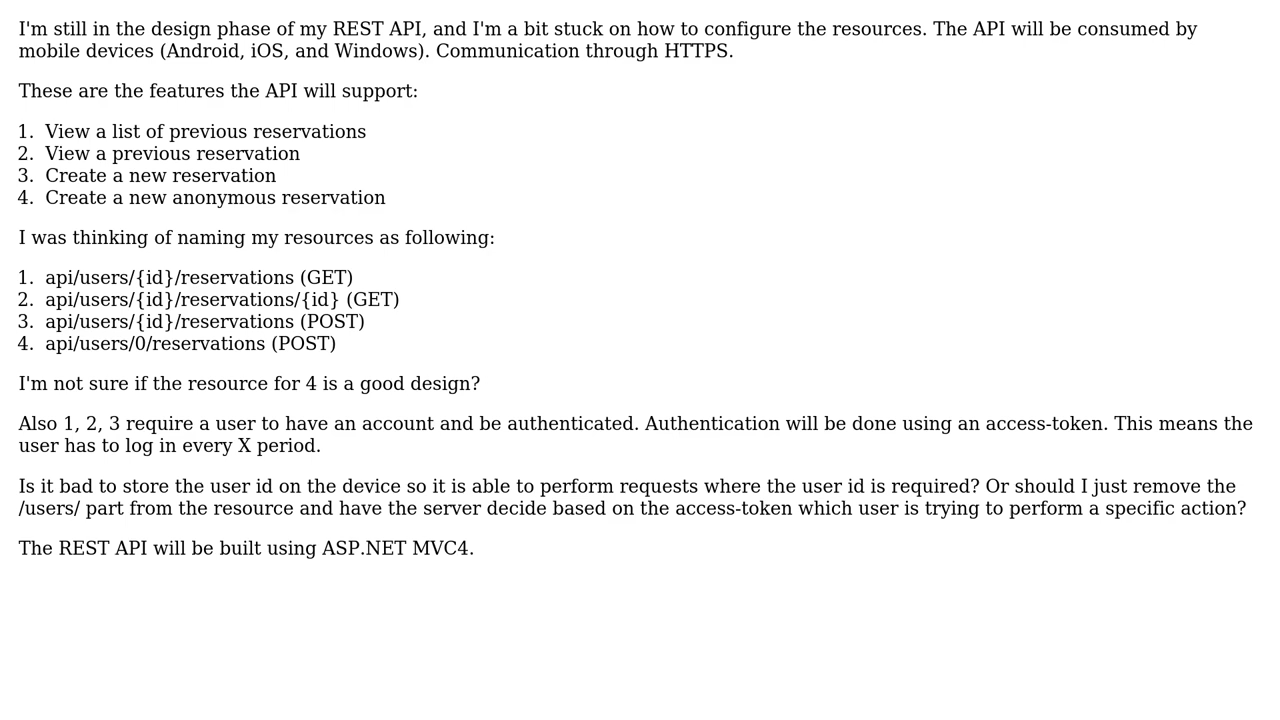 I'm still in the design phase of my REST API, and I'm a bit stuck on how to configure the resources. The API will be consumed by
mobile devices (Android, iOS, and Windows). Communication through HTTPS.
These are the features the API will support:
1. View a list of previous reservations
2. View a previous reservation
3. Create a new reservation
4. Create a new anonymous reservation
I was thinking of naming my resources as following:
1. api/users/{id}/reservations (GET)
2. api/users/{id}/reservations/{id} (GET)
3. api/users/{id}/reservations (POST)
4. api/users/0/reservations (POST)
I'm not sure if the resource for 4 is a good design?
Also 1, 2, 3 require a user to have an account and be authenticated. Authentication will be done using an access-token. This means the
user has to log in every X period.
Is it bad to store the user id on the device so it is able to perform requests where the user id is required? Or should I just remove the
/users/ part from the resource and have the server decide based on the access-token which user is trying to perform a specific action?
The REST API will be built using ASP.NET MVC4.